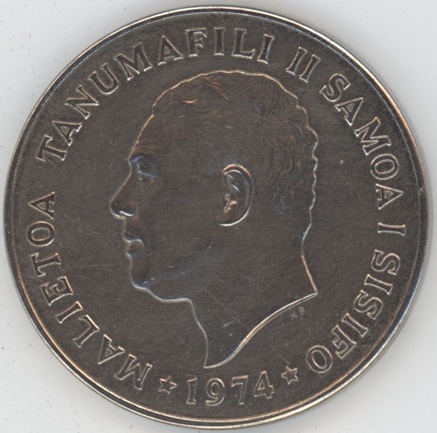 MALIETOA TANUMAFILI II SAMOA I SISIFO
★ 1974 ★